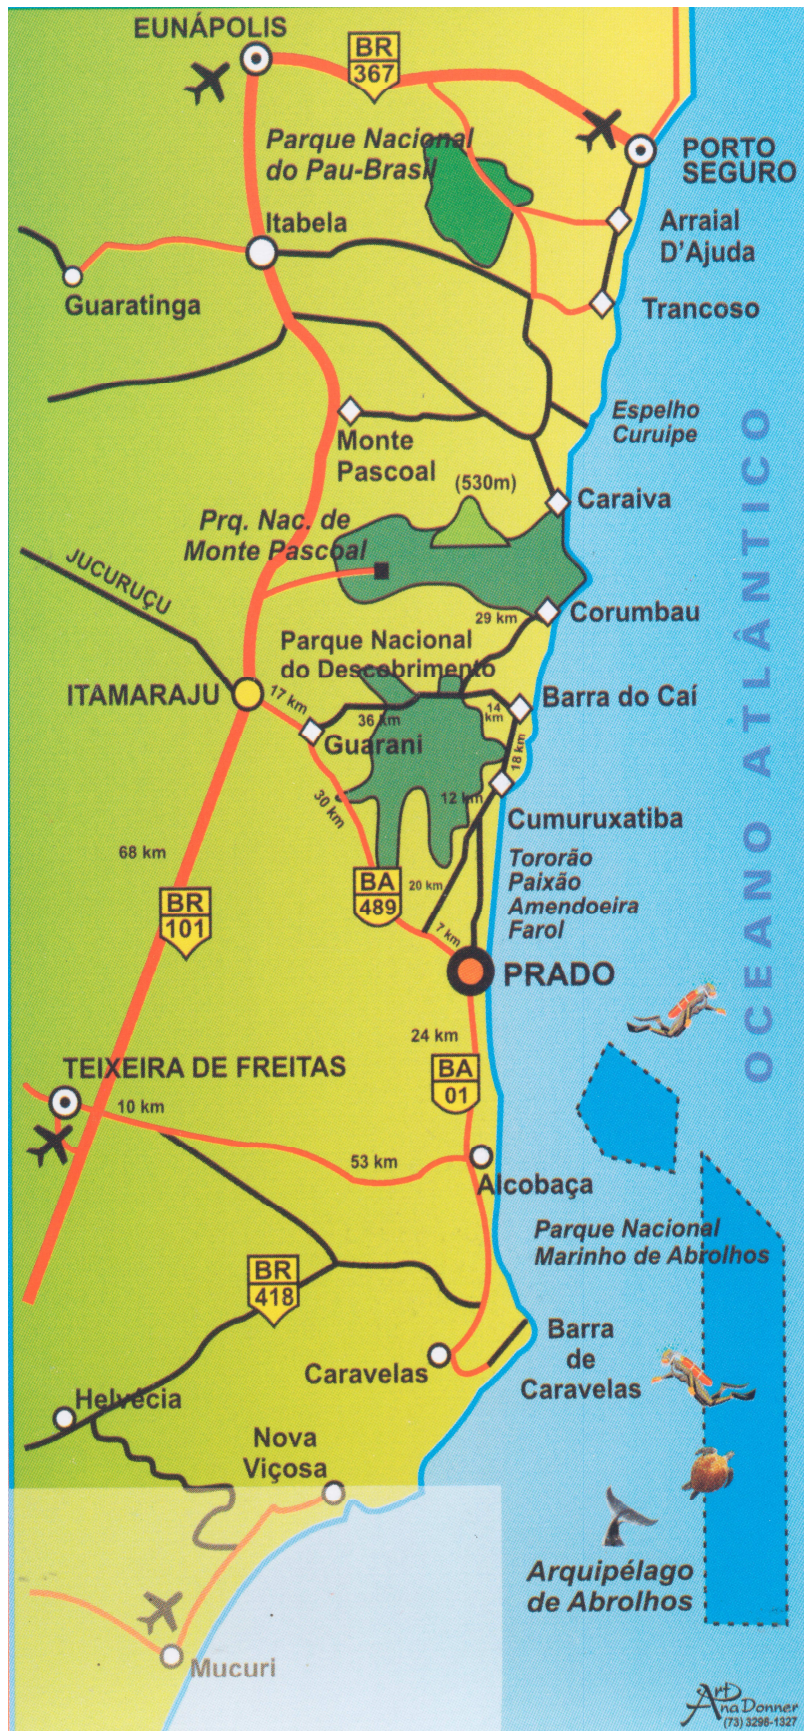 EUNÁPOLIS
BR
367
Parque Nacional
do Pau-Brasil
PORTO
SEGURO
Itabela
Arraial
D'Ajuda
Guaratinga
Trancoso
Espelho
Curuipe
Monte
Pascoal
(530m)
Caraiva
Prq. Nac. de
Monte Pascoal
JUCURUÇU
29 km
Corumbau
Parque Nacional
do Descobrimento
ITAMARAJU
17 km
36 km
14
km
Barra do Caí
Guarani
18 km
30 km
12 km
Cumuruxatiba
68 km
Tororão
Paixão
Amendoeira
Farol
BA
489
20 km
BR
101
7 km
PRADO
OCEANO ATLÂNTICO
24 km
TEIXEIRA DE FREITAS
BA
01
10 km
53 km
Alcobaça
Parque Nacional
Marinho de Abrolhos
BR
418
Barra
de
Caravelas
Caravelas
Helvécia
Nova
Viçosa
Arquipélago
de Abrolhos
Mucuri
Art
Ana Donner
(73) 3298-1327